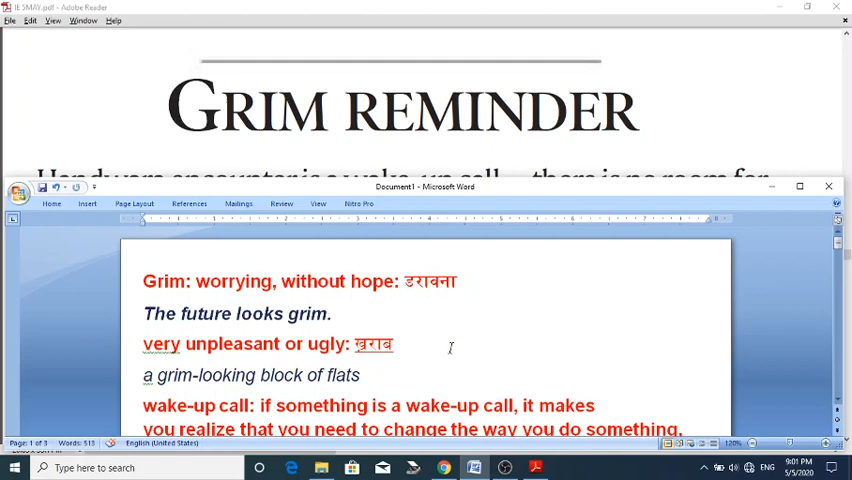 IE 5MAY.pdf - Adobe Reader
File Edit View Window Help
GRIM REMINDER
Document1 - Microsoft Word
Home Insert Page Layout References Mailings Review View Nitro Pro
Grim: worrying, without hope: डरावना
The future looks grim.
very unpleasant or ugly: ख़राब
a grim-looking block of flats
wake-up call: if something is a wake-up call, it makes
you realize that you need to change the way you do something,
Page: 1 of 3 Words: 513 English (United States) 120%
Type here to search
ENG
9:01 PM
5/5/2020